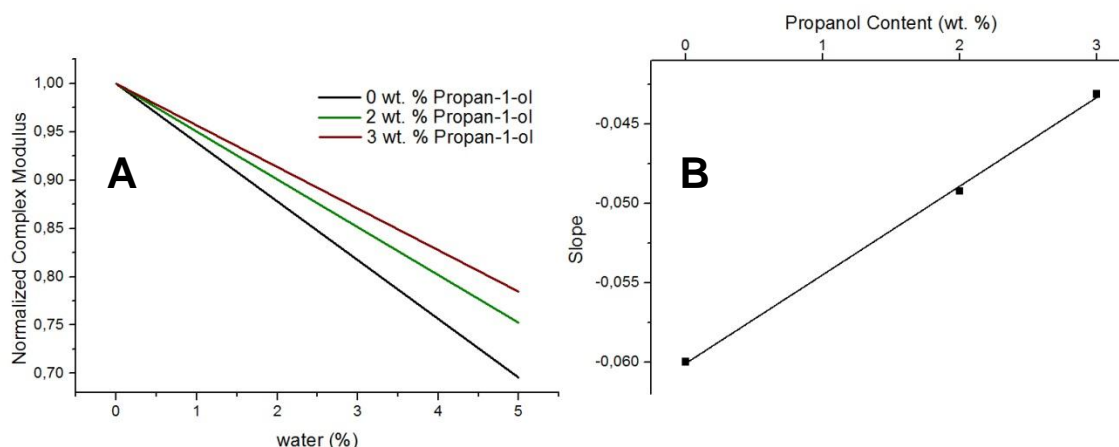 A
Normalized Complex Modulus
1,00
0,95
0,90
0,85
0,80
0,75
0,70
0 1 2 3 4 5
water (%)
0 wt. % Propan-1-ol
2 wt. % Propan-1-ol
3 wt. % Propan-1-ol
B
Propanol Content (wt. %)
0 1 2 3
Slope
-0,045
-0,050
-0,055
-0,060